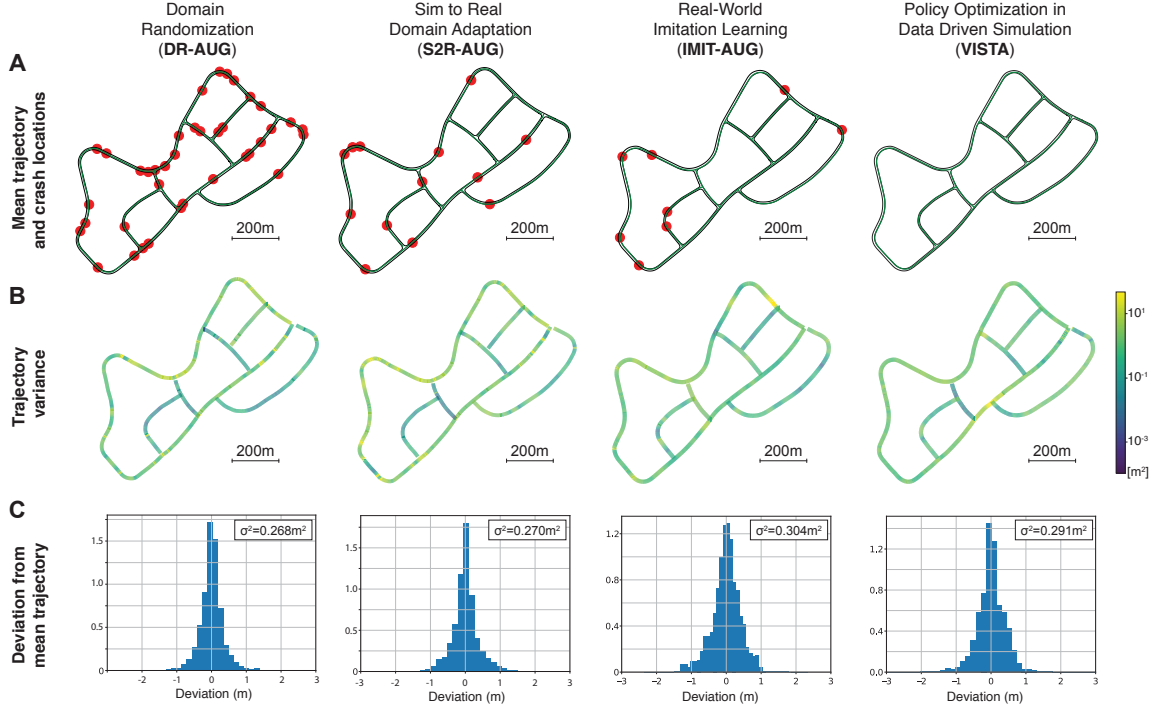 Domain
Randomization
(DR-AUG)
Sim to Real
Domain Adaptation
(S2R-AUG)
Real-World
Imitation Learning
(IMIT-AUG)
Policy Optimization in
Data Driven Simulation
(VISTA)
A
Mean trajectory
and crash locations
200m
200m
200m
200m
B
Trajectory
variance
200m
200m
200m
200m
10¹
10⁻¹
10⁻³
[m²]
C
Deviation from
mean trajectory
σ²=0.268m²
1.5
1.0
0.5
0
-2 -1 0 1 2 3
Deviation (m)
σ²=0.270m²
1.5
1.0
0.5
0
-3 -2 -1 0 1 2 3
Deviation (m)
σ²=0.304m²
1.2
0.8
0.4
0.0
−3 −2 −1 0 1 2 3
Deviation (m)
σ²=0.291m²
1.2
0.8
0.4
0.0
−3 −2 −1 0 1 2 3
Deviation (m)